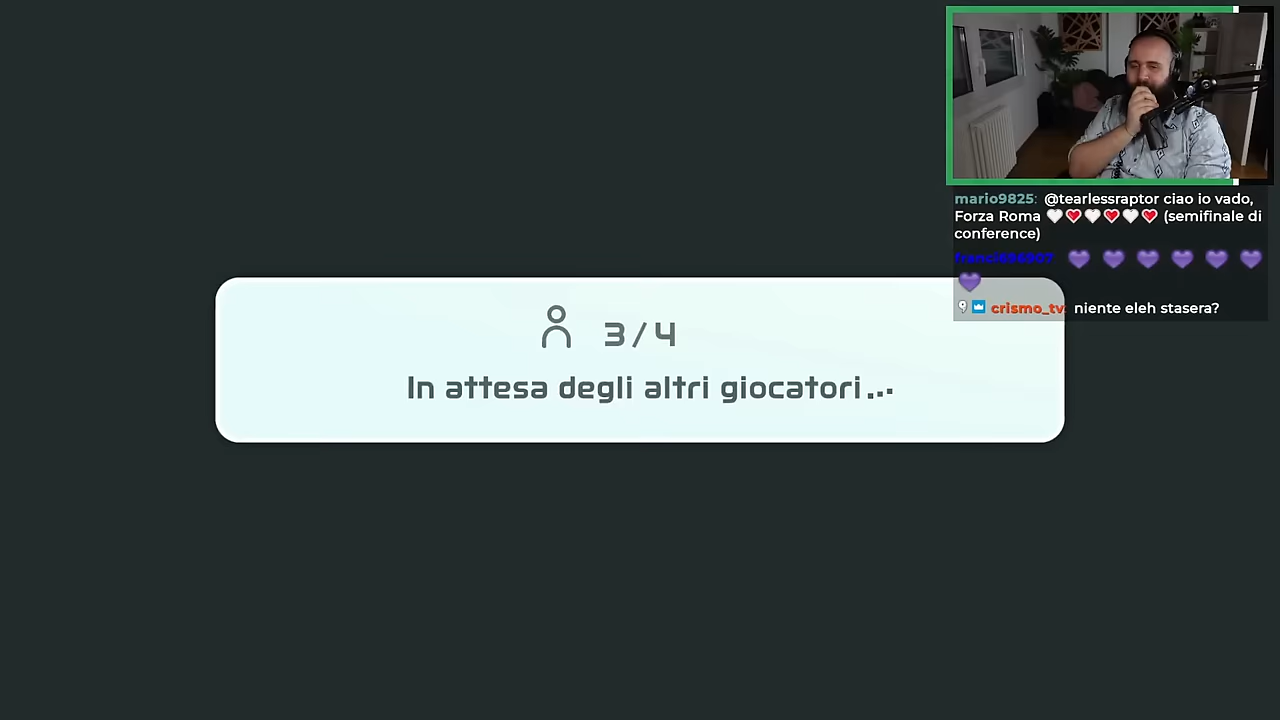 mario9825: @tearlessraptor ciao io vado,
Forza Roma 🤍❤️🤍❤️🤍❤️ (semifinale di
conference)
💜 💜 💜 💜 💜 💜
💜
crismo_tv: niente eleh stasera?
3/4
In attesa degli altri giocatori...